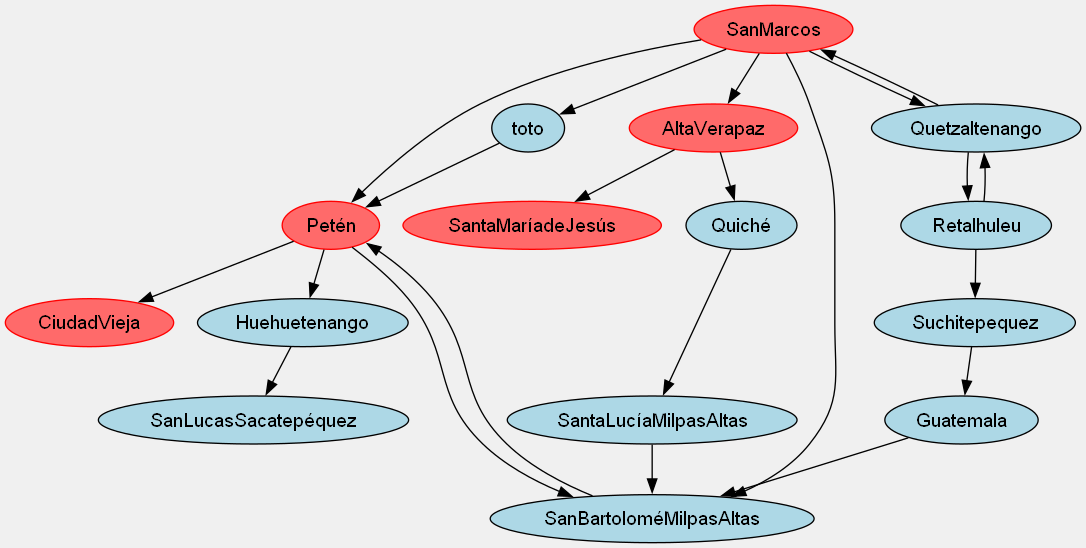 SanMarcos
toto
AltaVerapaz
Quetzaltenango
Petén
SantaMaríadeJesús
Quiché
Retalhuleu
CiudadVieja
Huehuetenango
Suchitepequez
SanLucasSacatepéquez
SantaLucíaMilpasAltas
Guatemala
SanBartoloméMilpasAltas